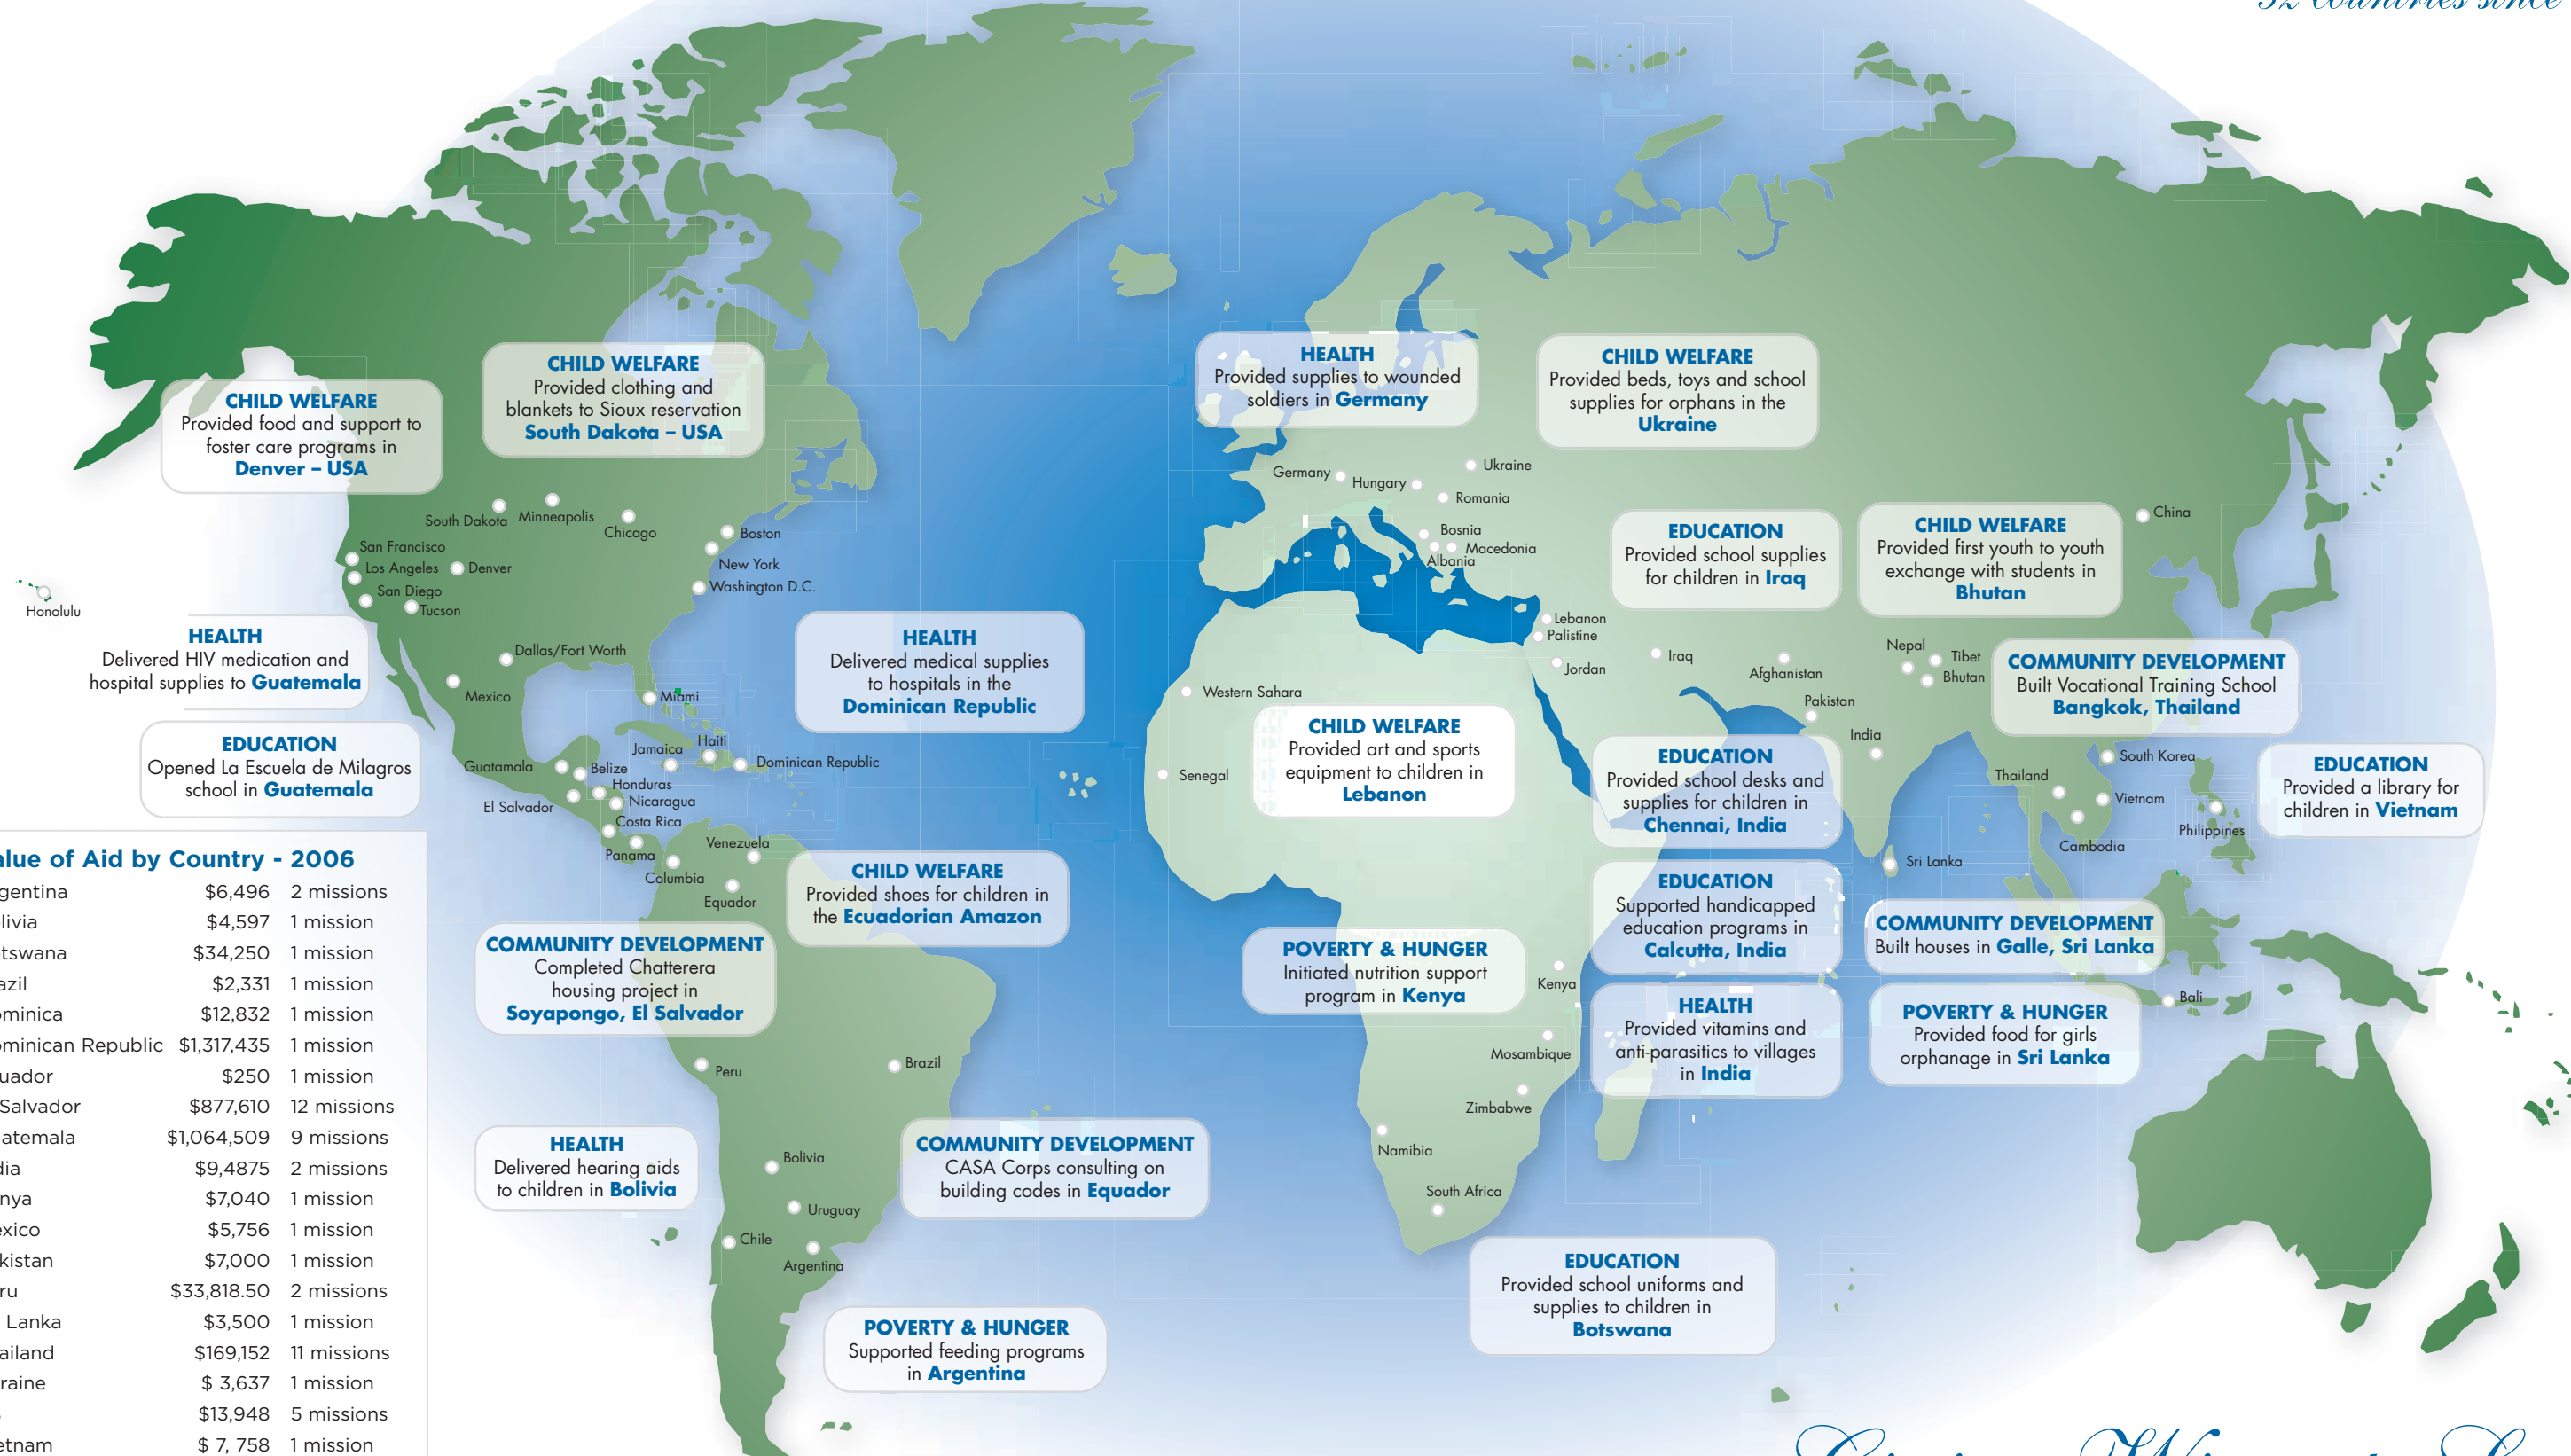 52 countries since
CHILD WELFARE
Provided food and support to
foster care programs in
Denver – USA
CHILD WELFARE
Provided clothing and
blankets to Sioux reservation
South Dakota – USA
HEALTH
Provided supplies to wounded
soldiers in Germany
CHILD WELFARE
Provided beds, toys and school
supplies for orphans in the
Ukraine
Germany
Hungary
Ukraine
Romania
Bosnia
Macedonia
Albania
South Dakota
Minneapolis
Chicago
Boston
New York
Washington D.C.
San Francisco
Los Angeles
Denver
San Diego
Tucson
Honolulu
Dallas/Fort Worth
Mexico
Miami
EDUCATION
Provided school supplies
for children in Iraq
CHILD WELFARE
Provided first youth to youth
exchange with students in
Bhutan
China
HEALTH
Delivered HIV medication and
hospital supplies to Guatemala
HEALTH
Delivered medical supplies
to hospitals in the
Dominican Republic
Lebanon
Palistine
Jordan
Iraq
Afghanistan
Pakistan
India
Nepal
Tibet
Bhutan
COMMUNITY DEVELOPMENT
Built Vocational Training School
Bangkok, Thailand
Western Sahara
Senegal
CHILD WELFARE
Provided art and sports
equipment to children in
Lebanon
EDUCATION
Opened La Escuela de Milagros
school in Guatemala
Jamaica
Haiti
Dominican Republic
Guatamala
Belize
Honduras
El Salvador
Nicaragua
Costa Rica
Panama
Venezuela
Columbia
Equador
EDUCATION
Provided school desks and
supplies for children in
Chennai, India
South Korea
Thailand
Vietnam
Philippines
Cambodia
Sri Lanka
EDUCATION
Provided a library for
children in Vietnam
CHILD WELFARE
Provided shoes for children in
the Ecuadorian Amazon
EDUCATION
Supported handicapped
education programs in
Calcutta, India
COMMUNITY DEVELOPMENT
Built houses in Galle, Sri Lanka
COMMUNITY DEVELOPMENT
Completed Chatterera
housing project in
Soyapongo, El Salvador
POVERTY & HUNGER
Initiated nutrition support
program in Kenya
Kenya
HEALTH
Provided vitamins and
anti-parasitics to villages
in India
POVERTY & HUNGER
Provided food for girls
orphanage in Sri Lanka
Bali
Mosambique
Zimbabwe
Namibia
South Africa
Peru
Brazil
Bolivia
Uruguay
Chile
Argentina
HEALTH
Delivered hearing aids
to children in Bolivia
COMMUNITY DEVELOPMENT
CASA Corps consulting on
building codes in Equador
EDUCATION
Provided school uniforms and
supplies to children in
Botswana
POVERTY & HUNGER
Supported feeding programs
in Argentina
alue of Aid by Country - 2006
gentina $6,496 2 missions
livia $4,597 1 mission
tswana $34,250 1 mission
azil $2,331 1 mission
ominica $12,832 1 mission
ominican Republic $1,317,435 1 mission
uador $250 1 mission
Salvador $877,610 12 missions
atemala $1,064,509 9 missions
dia $9,4875 2 missions
nya $7,040 1 mission
exico $5,756 1 mission
kistan $7,000 1 mission
ru $33,818.50 2 missions
Lanka $3,500 1 mission
ailand $169,152 11 missions
raine $ 3,637 1 mission
$13,948 5 missions
etnam $ 7, 758 1 mission